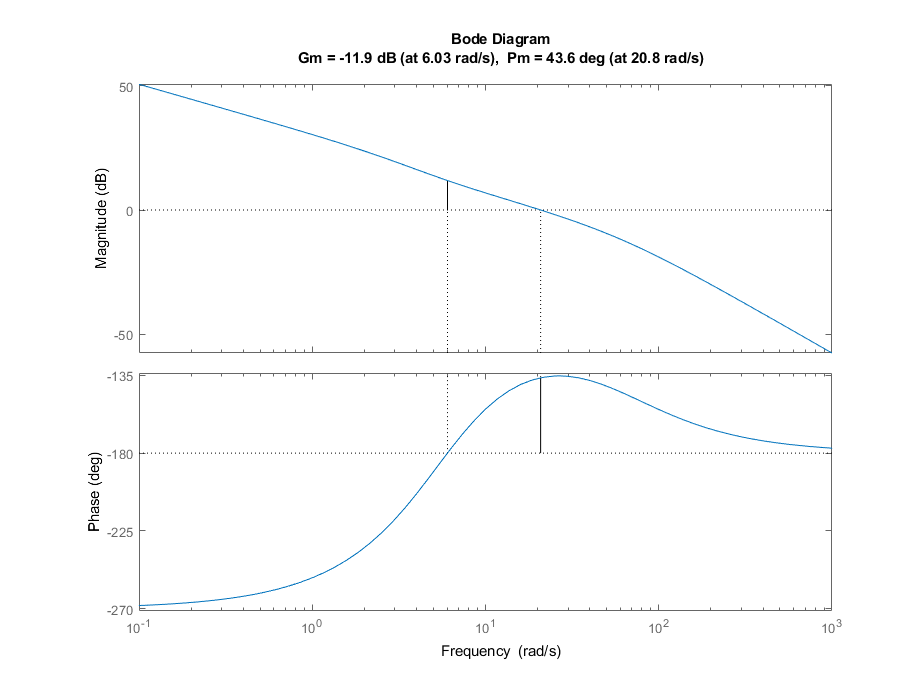 Bode Diagram
Gm = -11.9 dB (at 6.03 rad/s),  Pm = 43.6 deg (at 20.8 rad/s)
50
0
-50
Magnitude (dB)
-135
-180
-225
-270
Phase (deg)
10^-1
10^0
10^1
10^2
10^3
Frequency  (rad/s)